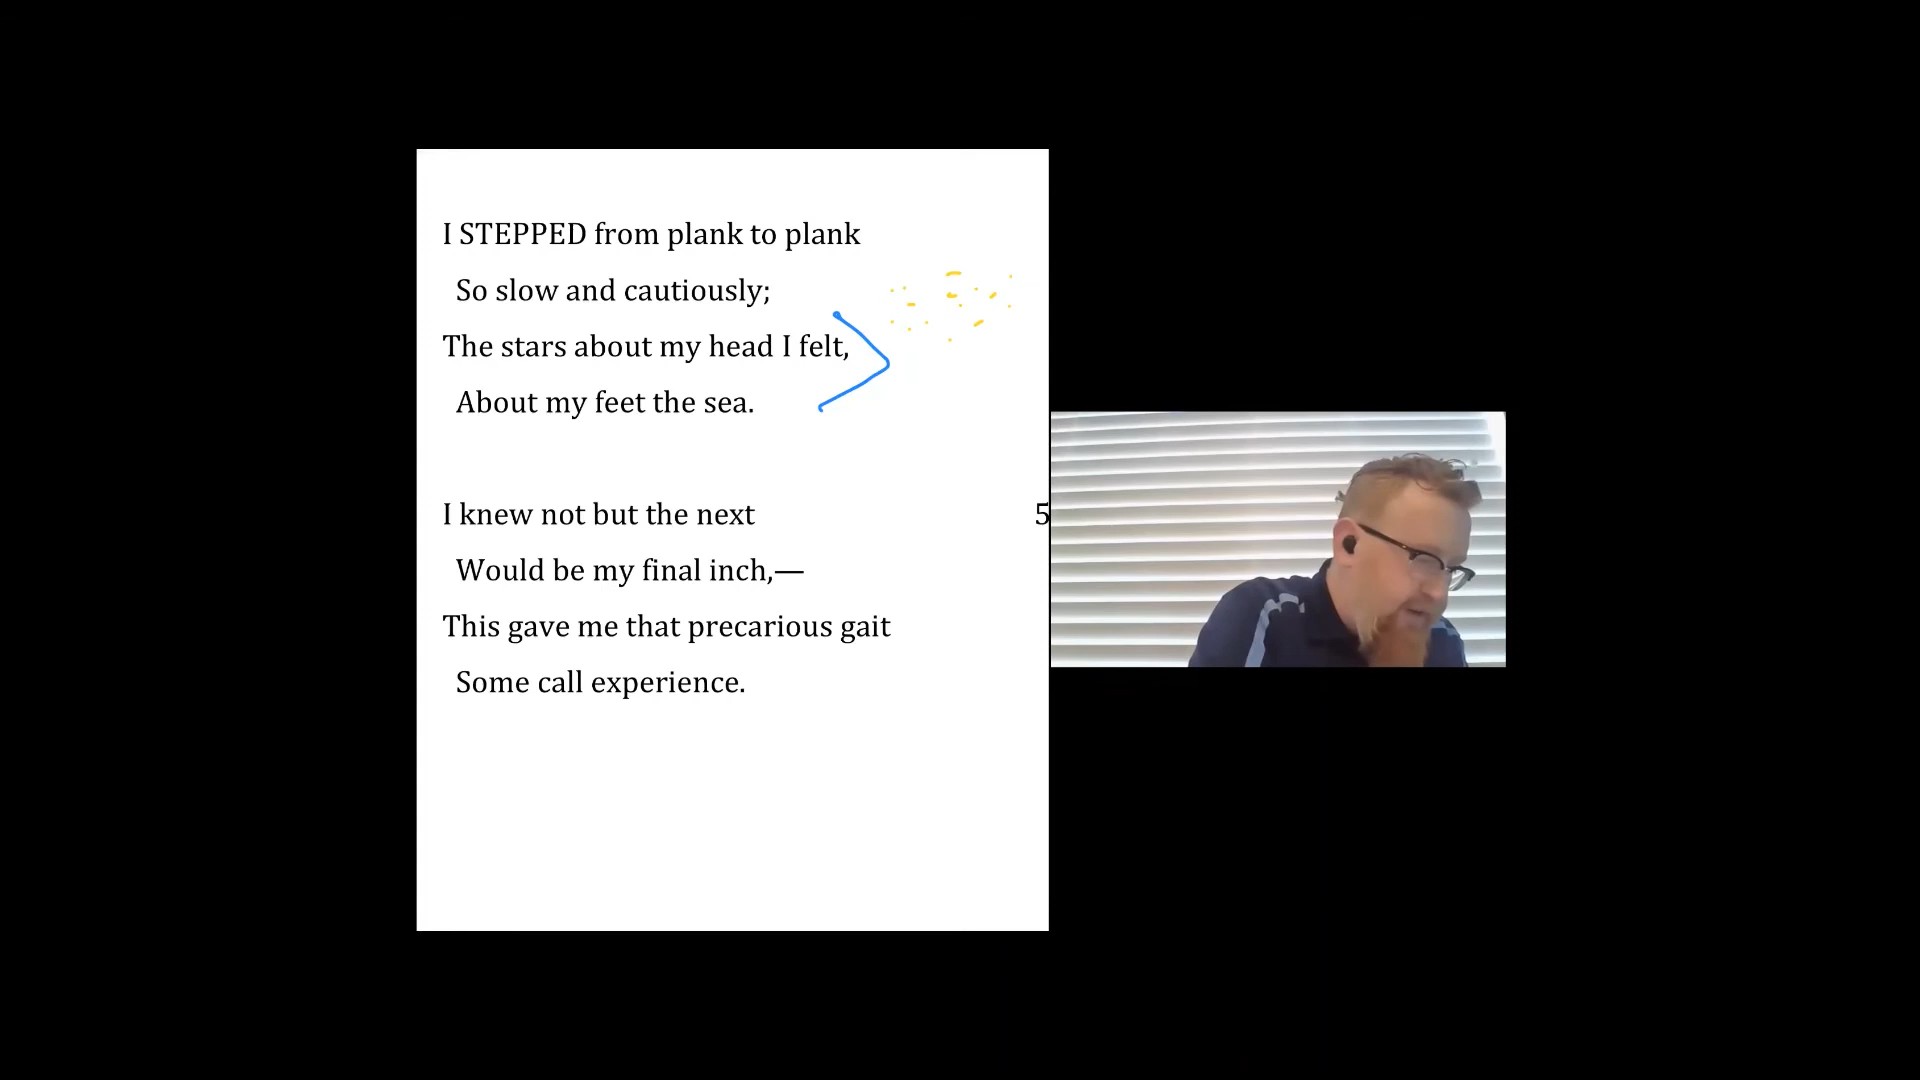 I STEPPED from plank to plank
So slow and cautiously;
The stars about my head I felt,
About my feet the sea.
I knew not but the next 5
Would be my final inch,—
This gave me that precarious gait
Some call experience.